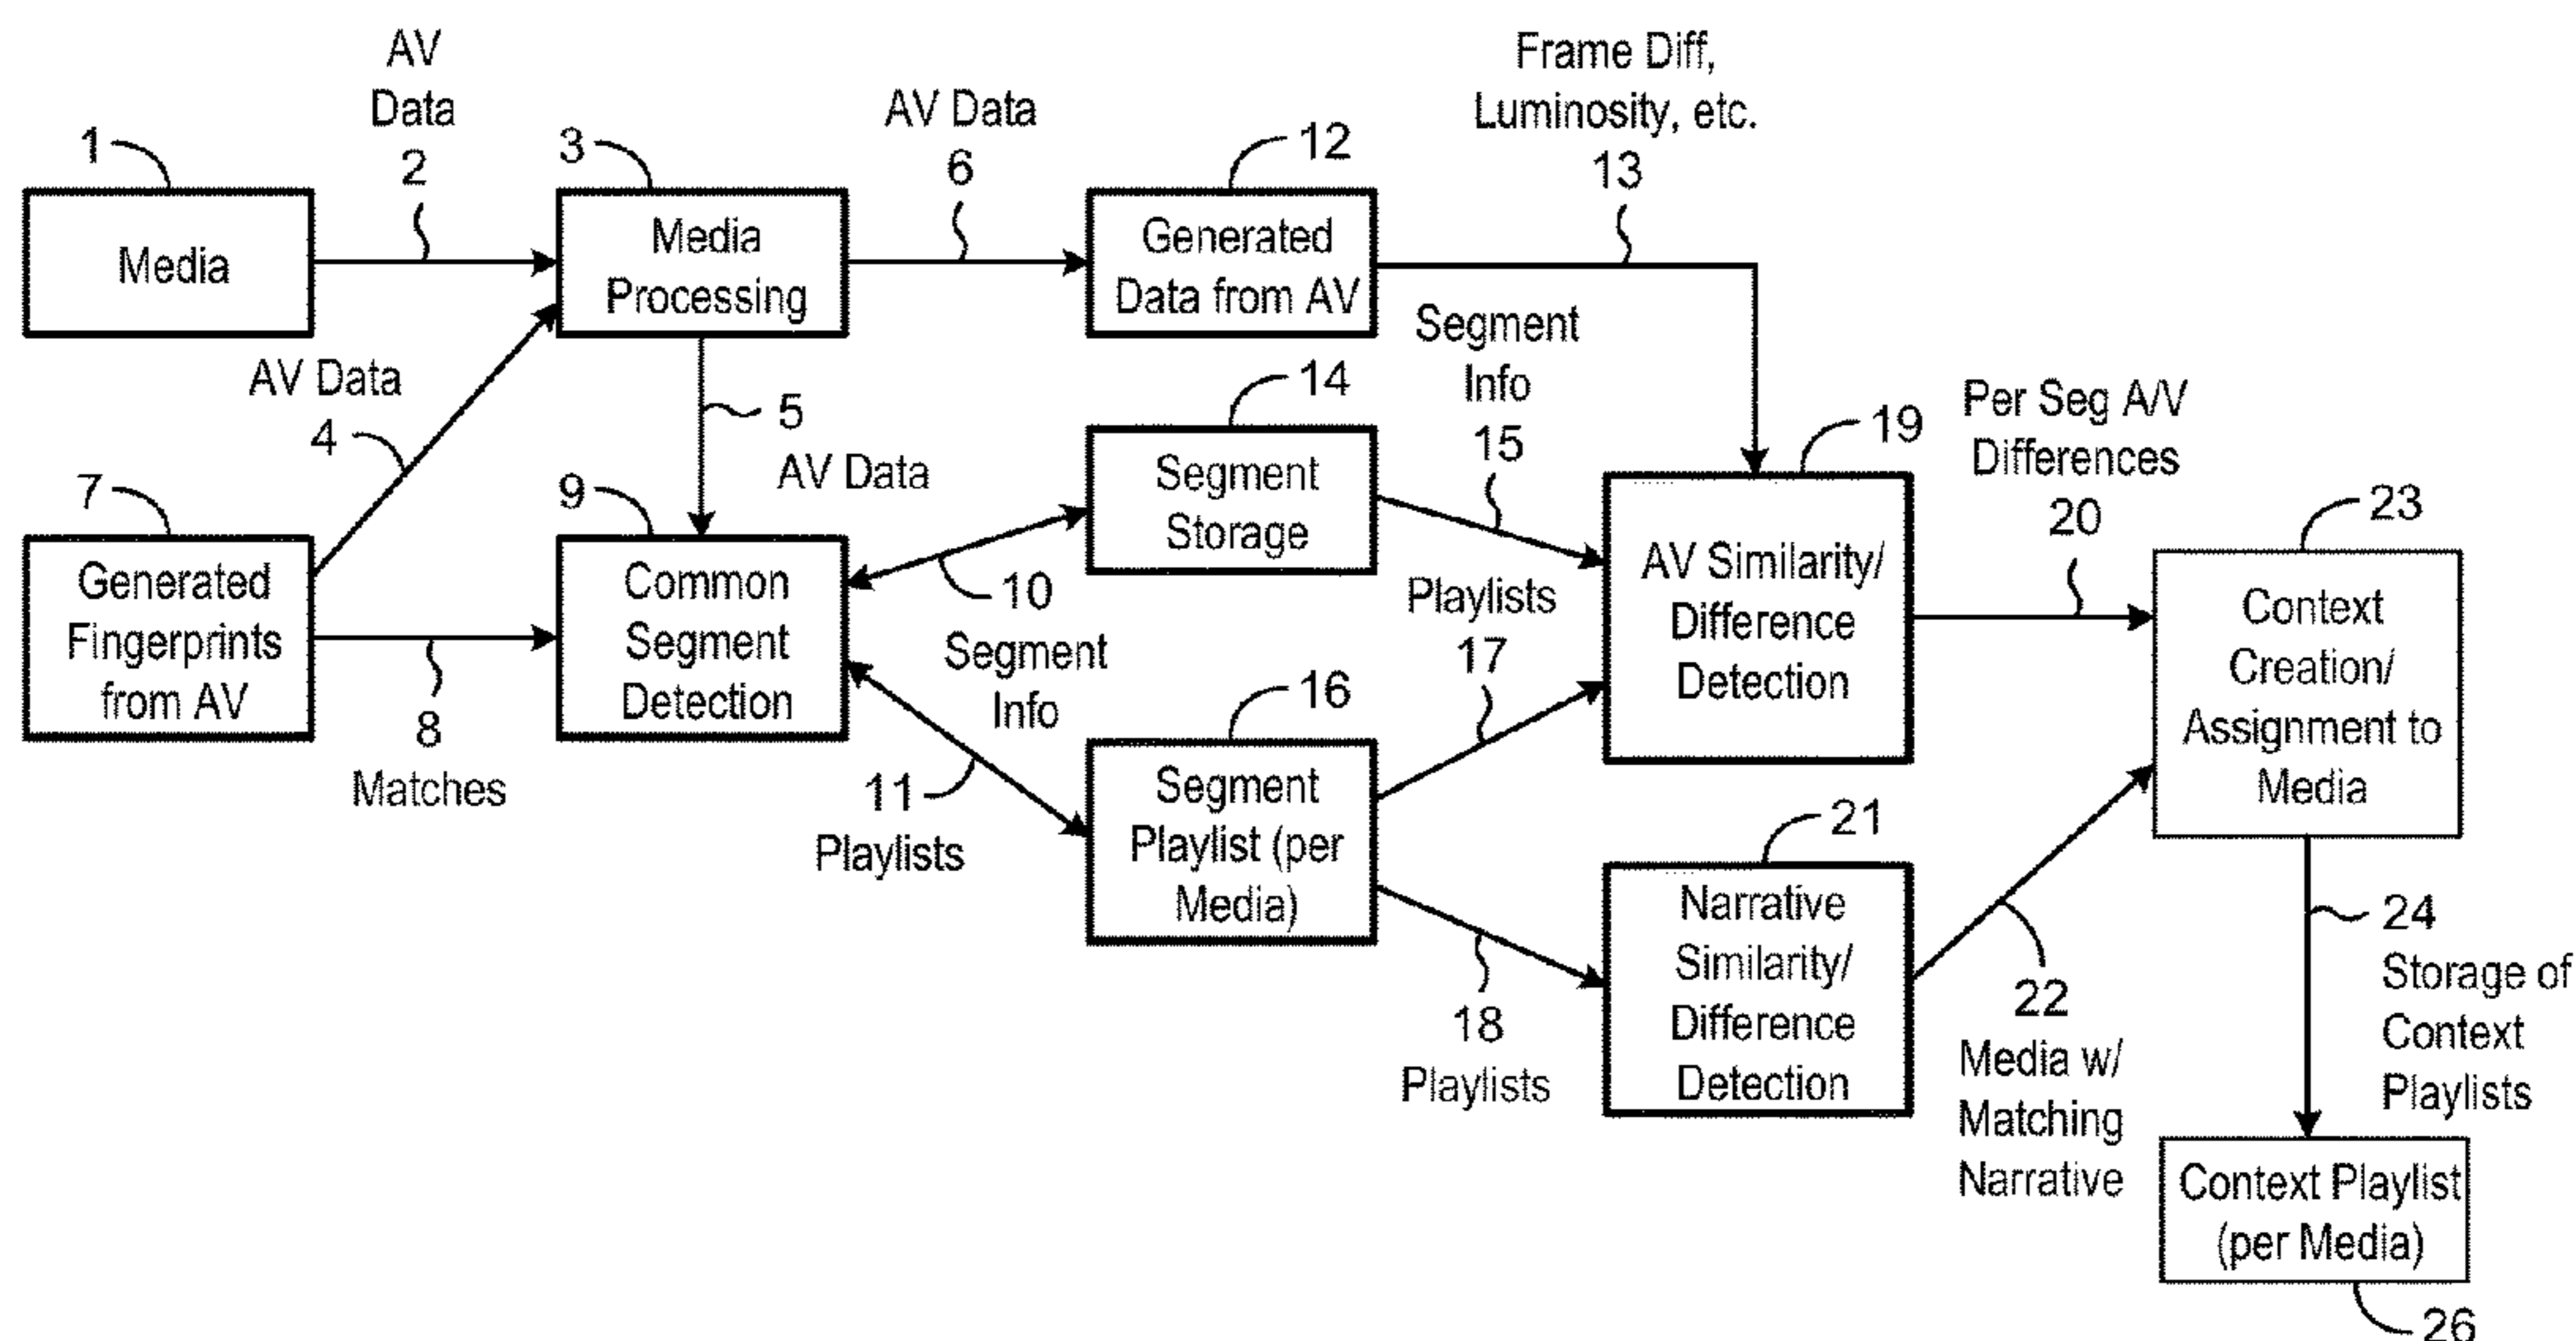 AV
Data
2
1
Media
3
Media
Processing
AV Data
6
12
Generated
Data from AV
Frame Diff,
Luminosity, etc.
13
AV Data
4
5
AV Data
7
Generated
Fingerprints
from AV
8
Matches
9
Common
Segment
Detection
10
Segment
Info
11
Playlists
14
Segment
Storage
Segment
Info
15
16
Segment
Playlist (per
Media)
Playlists
17
18
Playlists
19
AV Similarity/
Difference
Detection
Per Seg A/V
Differences
20
21
Narrative
Similarity/
Difference
Detection
22
Media w/
Matching
Narrative
23
Context
Creation/
Assignment to
Media
24
Storage of
Context
Playlists
Context Playlist
(per Media)
26